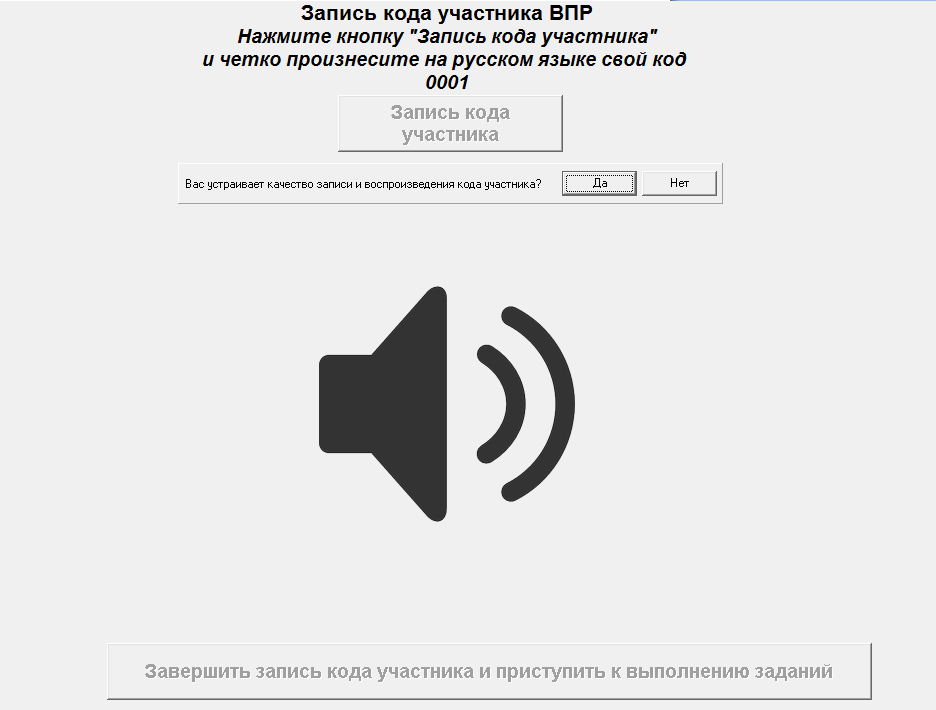 Запись кода участника ВПР
Нажмите кнопку "Запись кода участника"
и четко произнесите на русском языке свой код
0001
Запись кода
участника
Вас устраивает качество записи и воспроизведения кода участника? Да Нет
Завершить запись кода участника и приступить к выполнению заданий